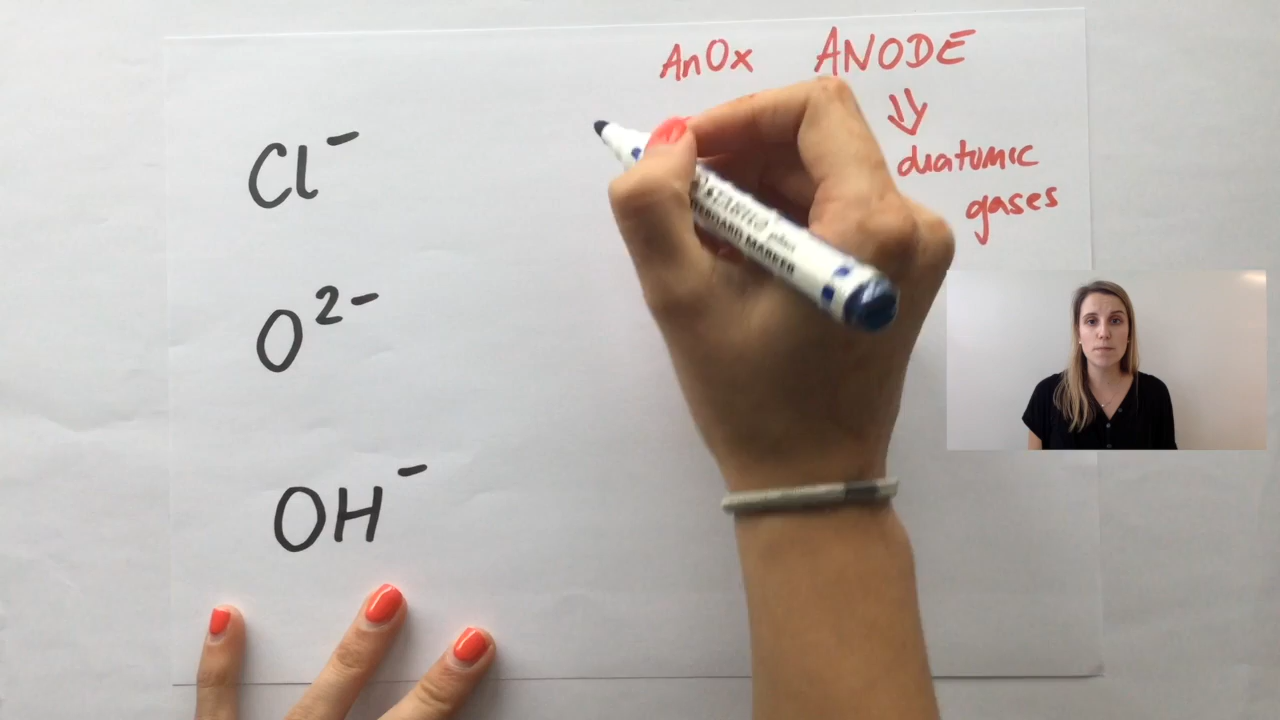 AnOx ANODE
diatomic
gases
Cl⁻
O²⁻
OH⁻